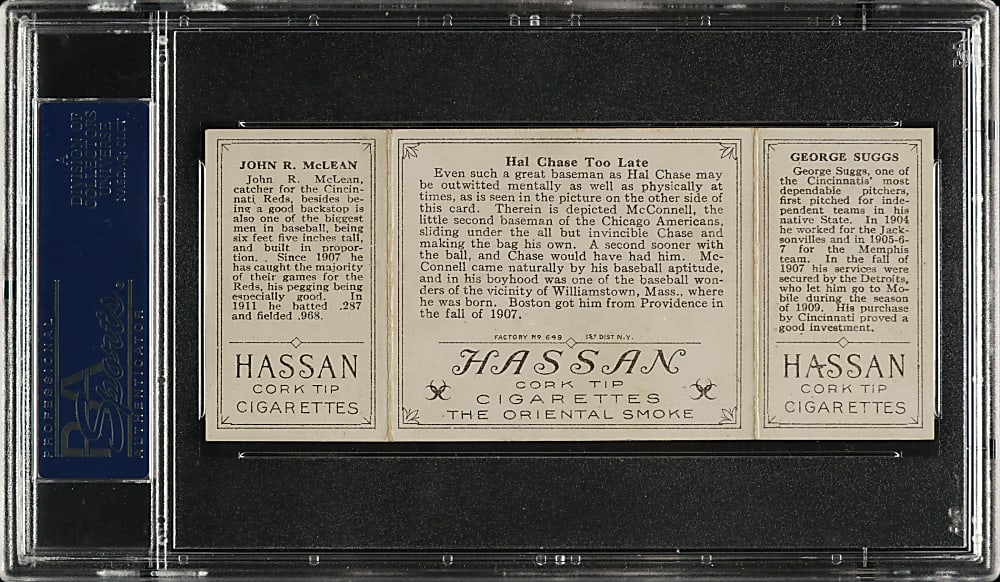 A
DIVISION OF
COLLECTORS
UNIVERSE
NASDAQ: CLCT
PROFESSIONAL
PSA
Sports
AUTHENTICATOR
JOHN R. McLEAN
John R. McLean,
catcher for the Cincin-
nati Reds, besides be-
ing a good backstop is
also one of the biggest
men in baseball, being
six feet five inches tall,
and built in propor-
tion. . Since 1907 he
has caught the majority
of their games for the
Reds, his pegging being
especially good. In
1911 he batted .287
and fielded .968.
HASSAN
CORK TIP
CIGARETTES
Hal Chase Too Late
Even such a great baseman as Hal Chase may
be outwitted mentally as well as physically at
times, as is seen in the picture on the other side of
this card. Therein is depicted McConnell, the
little second baseman of the Chicago Americans,
sliding under the all but invincible Chase and
making the bag his own. A second sooner with
the ball, and Chase would have had him. Mc-
Connell came naturally by his baseball aptitude,
and in his boyhood was one of the baseball won-
ders of the vicinity of Williamstown, Mass., where
he was born. Boston got him from Providence in
the fall of 1907.
FACTORY Nº 649 1ST DIST N.Y.
HASSAN
CORK TIP
CIGARETTES
THE ORIENTAL SMOKE
GEORGE SUGGS
George Suggs, one of
the Cincinnatis' most
dependable pitchers,
first pitched for inde-
pendent teams in his
native State. In 1904
he worked for the Jack-
sonvilles and in 1905-6-
7 for the Memphis
team. In the fall of
1907 his services were
secured by the Detroits,
who let him go to Mo-
bile during the season
of 1909. His purchase
by Cincinnati proved a
good investment.
HASSAN
CORK TIP
CIGARETTES